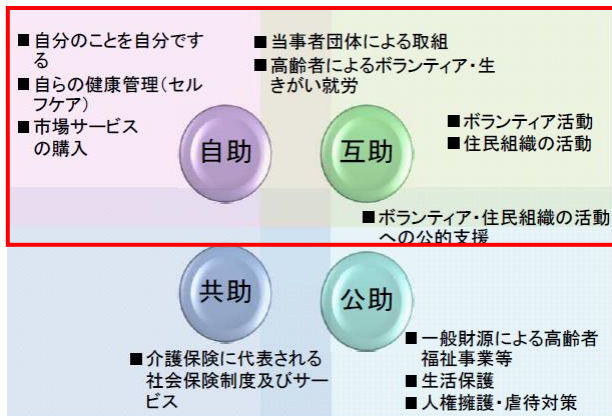 ■ 自分のことを自分です
る
■ 自らの健康管理(セル
フケア)
■ 市場サービス
の購入
■ 当事者団体による取組
■ 高齢者によるボランティア・生
きがい就労
■ ボランティア活動
■ 住民組織の活動
自助
互助
■ ボランティア・住民組織の活動
への公的支援
共助
公助
■ 介護保険に代表される
社会保険制度及びサー
ビス
■ 一般財源による高齢者
福祉事業等
■ 生活保護
■ 人権擁護・虐待対策